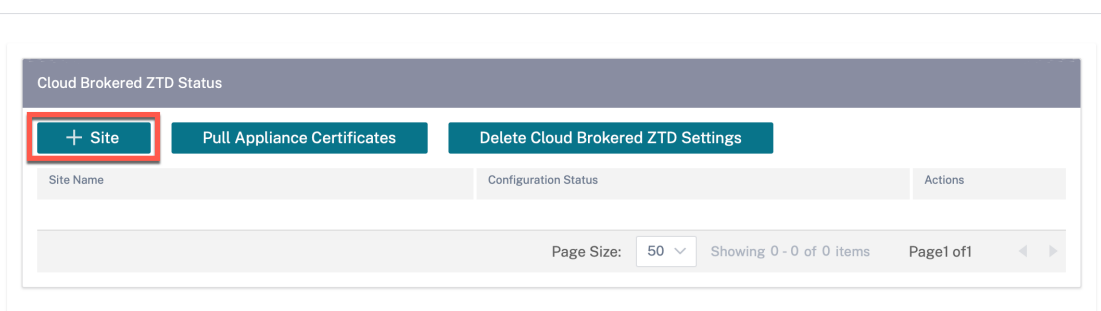 Cloud Brokered ZTD Status
+ Site Pull Appliance Certificates Delete Cloud Brokered ZTD Settings
Site Name Configuration Status Actions
Page Size: 50 Showing 0 - 0 of 0 items Page1 of1